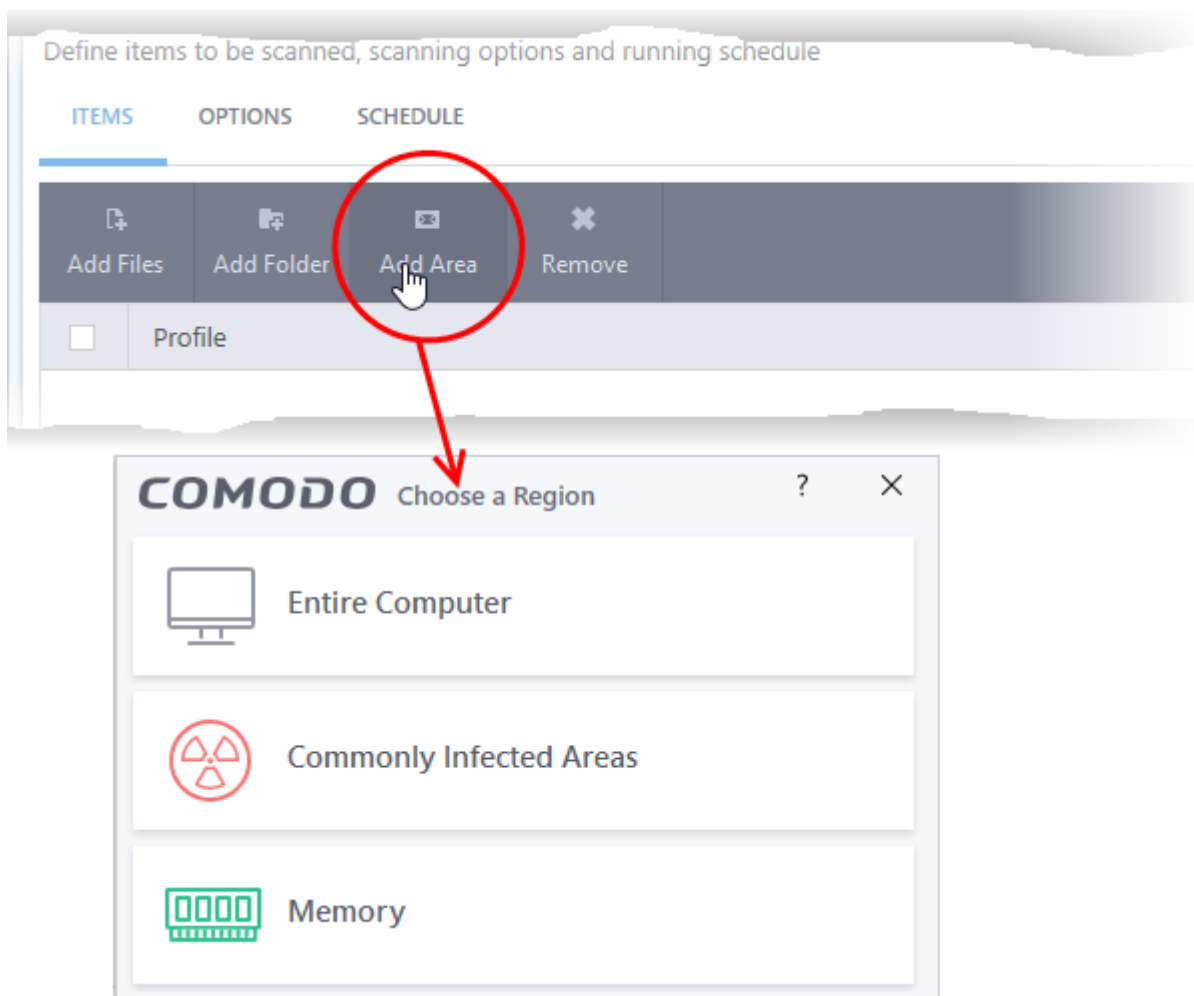 Define items to be scanned, scanning options and running schedule
ITEMS OPTIONS SCHEDULE
Add Files Add Folder Add Area Remove
Profile
COMODO Choose a Region ?
Entire Computer
Commonly Infected Areas
Memory